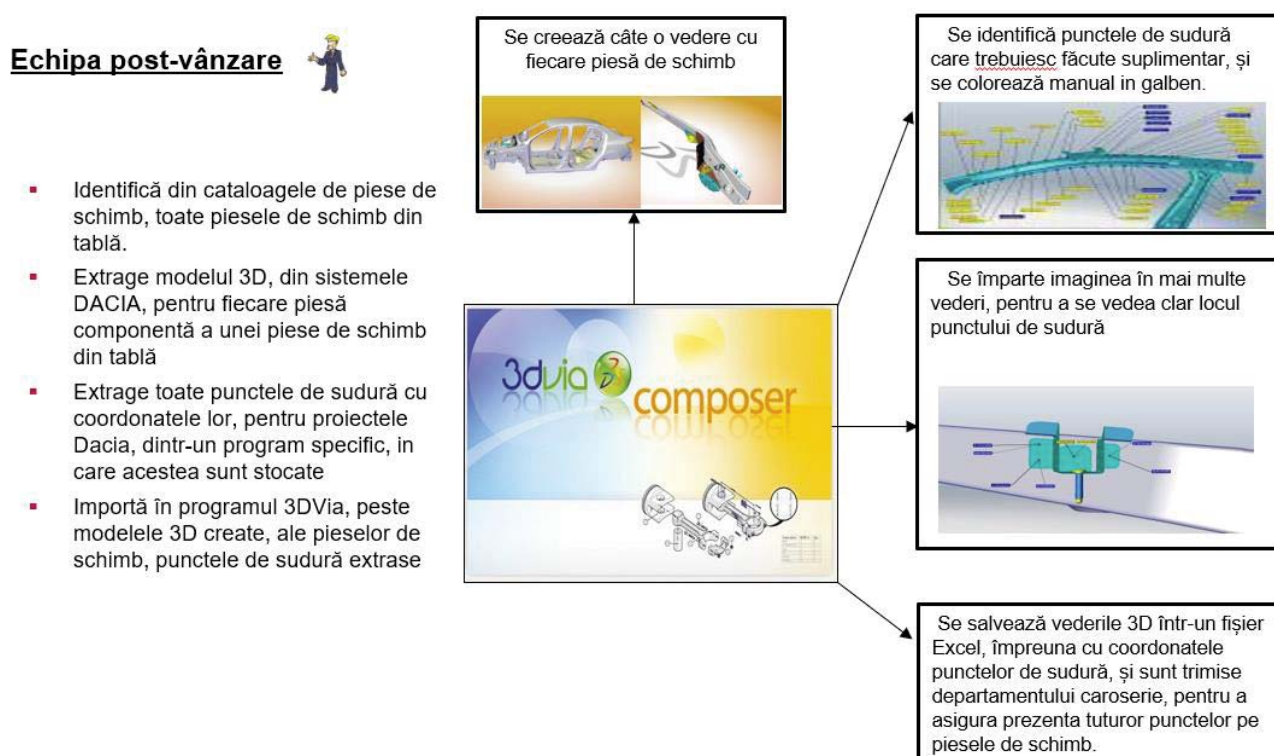 Echipa post-vânzare
Identifică din cataloagele de piese de
schimb, toate piesele de schimb din
tablă.
Extrage modelul 3D, din sistemele
DACIA, pentru fiecare piesă
componentă a unei piese de schimb
din tablă
Extrage toate punctele de sudură cu
coordonatele lor, pentru proiectele
Dacia, dintr-un program specific, in
care acestea sunt stocate
Importă în programul 3DVia, peste
modelele 3D create, ale pieselor de
schimb, punctele de sudură extrase
Se creează câte o vedere cu
fiecare piesă de schimb
3dvia
composer
Se identifică punctele de sudură
care trebuiesc făcute suplimentar, și
se colorează manual in galben.
Se împarte imaginea în mai multe
vederi, pentru a se vedea clar locul
punctului de sudură
Se salvează vederile 3D într-un fișier
Excel, împreuna cu coordonatele
punctelor de sudură, și sunt trimise
departamentului caroserie, pentru a
asigura prezenta tuturor punctelor pe
piesele de schimb.